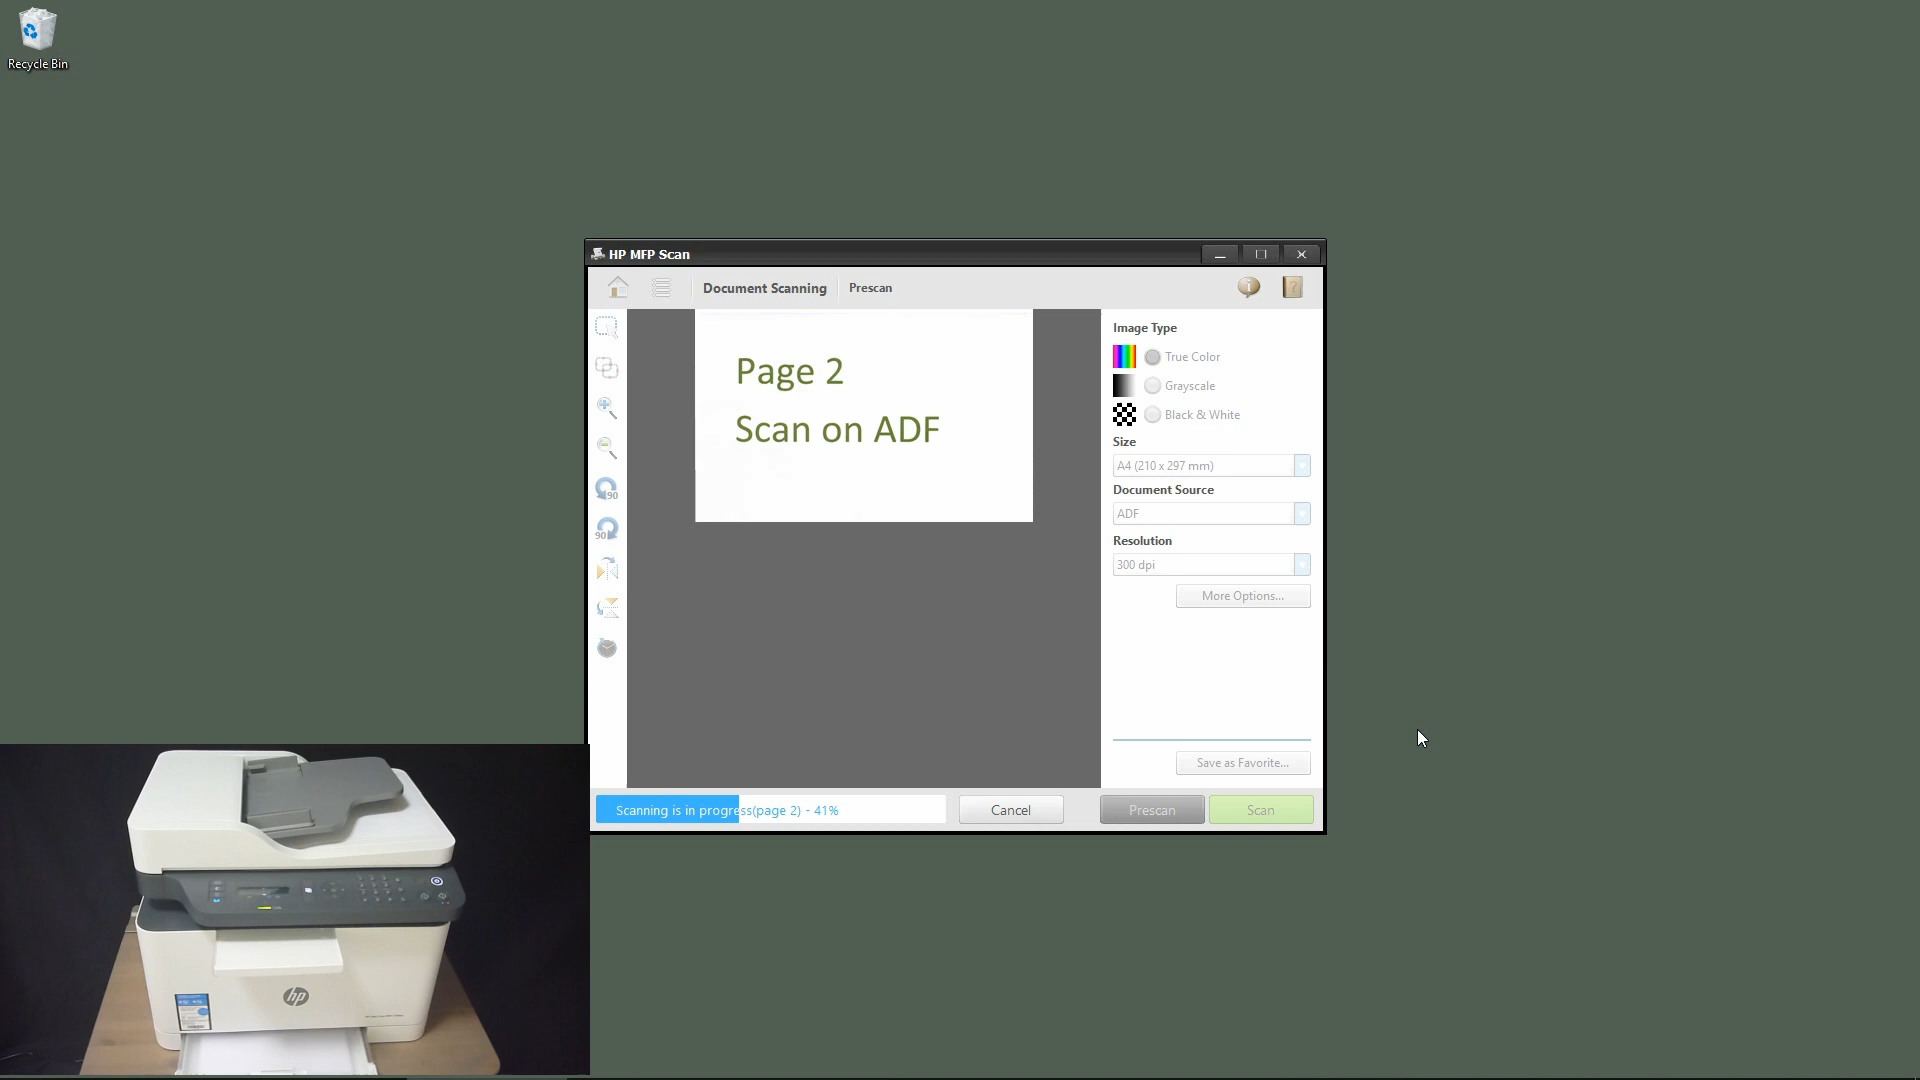 Recycle Bin
HP MFP Scan
Document Scanning
Prescan
Page 2
Scan on ADF
90
90
Image Type
True Color
Grayscale
Black & White
Size
A4 (210 x 297 mm)
Document Source
ADF
Resolution
300 dpi
More Options...
Save as Favorite...
Scanning is in progress(page 2) - 41%
Cancel
Prescan
Scan
hp